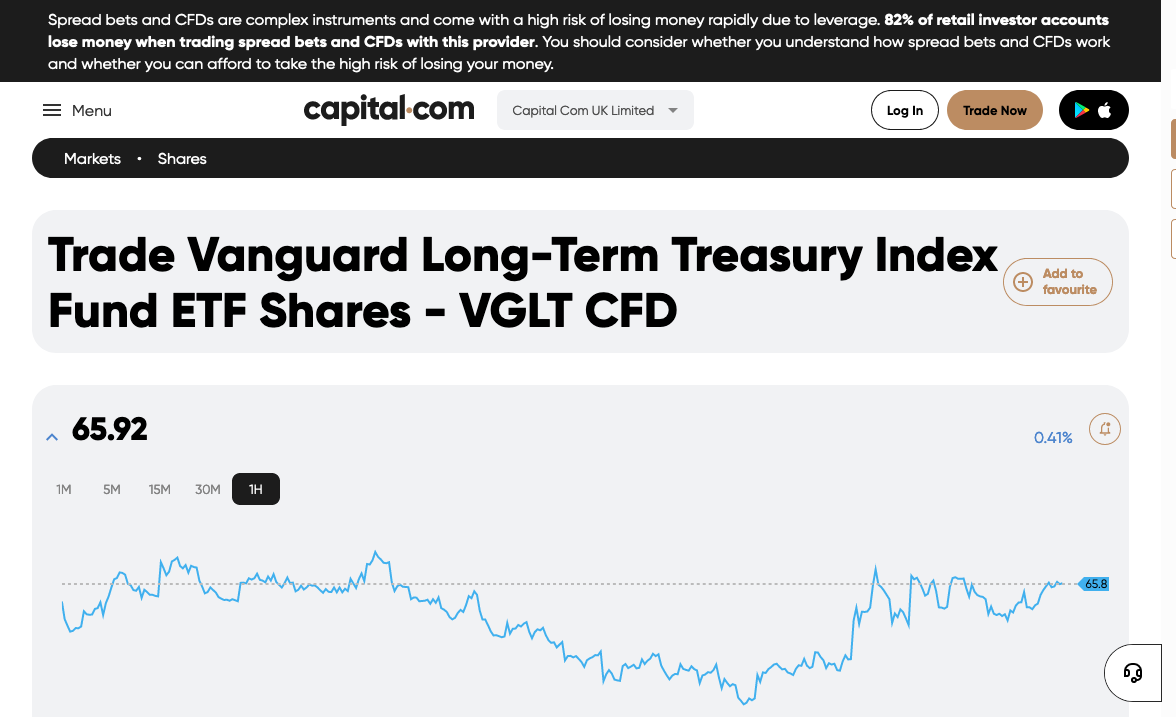 Spread bets and CFDs are complex instruments and come with a high risk of losing money rapidly due to leverage. 82% of retail investor accounts
lose money when trading spread bets and CFDs with this provider. You should consider whether you understand how spread bets and CFDs work
and whether you can afford to take the high risk of losing your money.
Menu
capital.com
Capital Com UK Limited
Log In
Trade Now
Markets • Shares
Trade Vanguard Long-Term Treasury Index
Fund ETF Shares - VGLT CFD
Add to
favourite
65.92
0.41%
1M 5M 15M 30M 1H
65.8